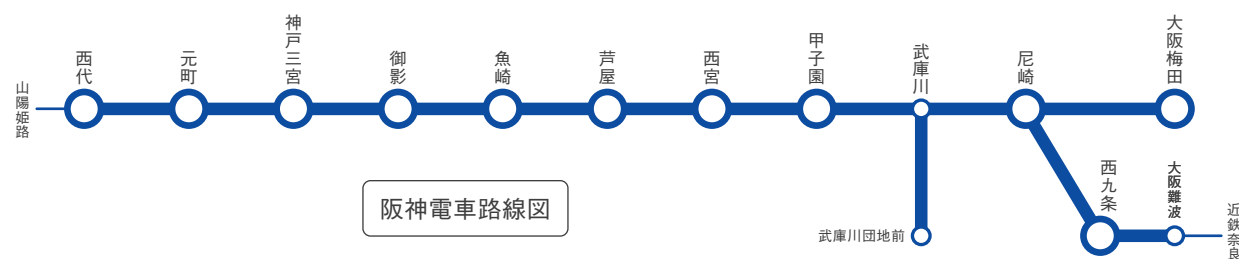 山陽姫路
西代
元町
神戸三宮
御影
魚崎
芦屋
西宮
甲子園
武庫川
尼崎
大阪梅田
西九条
大阪難波
近鉄奈良
武庫川団地前
阪神電車路線図